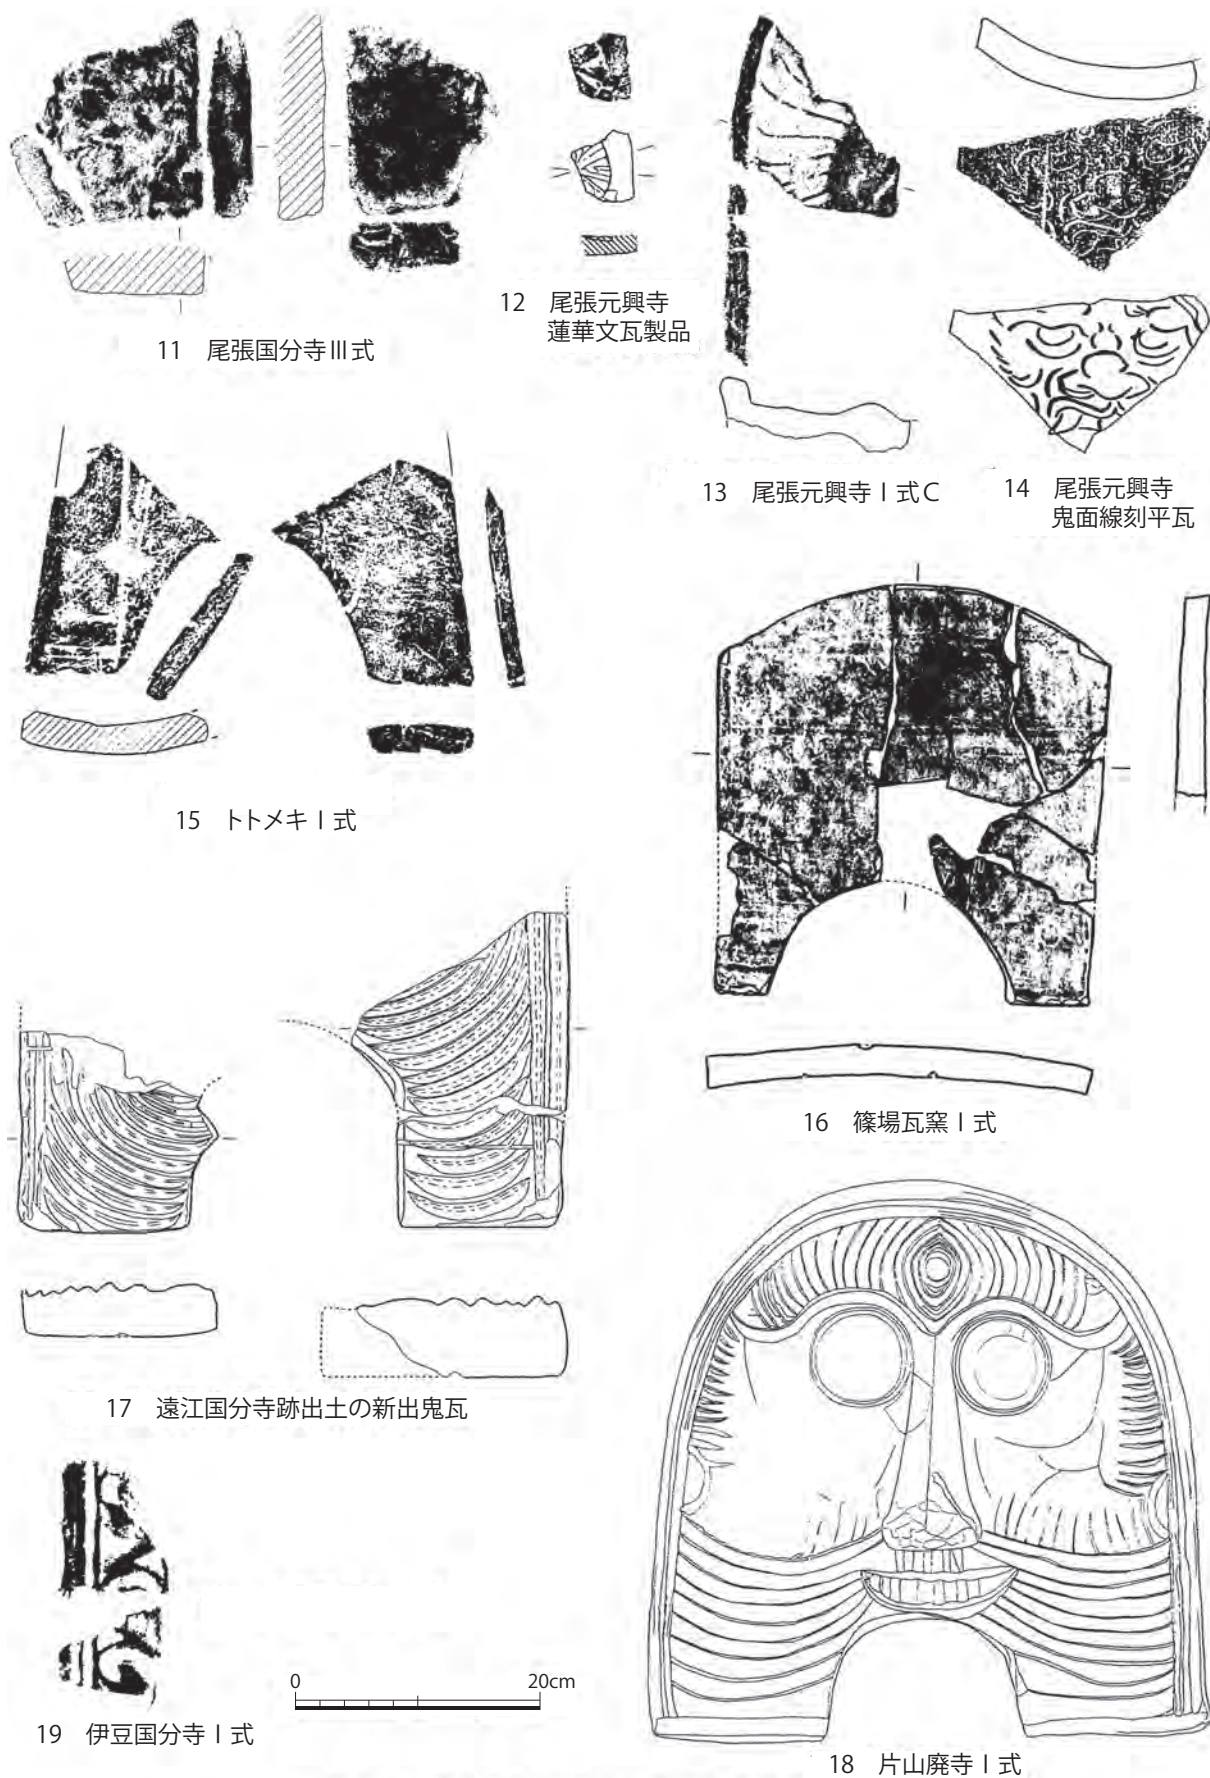 11 尾張国分寺Ⅲ式
12 尾張元興寺
蓮華文瓦製品
13 尾張元興寺Ⅰ式C
14 尾張元興寺
鬼面線刻平瓦
15 トトメキⅠ式
16 篠場瓦窯Ⅰ式
17 遠江国分寺跡出土の新出鬼瓦
0 20cm
19 伊豆国分寺Ⅰ式
18 片山廃寺Ⅰ式